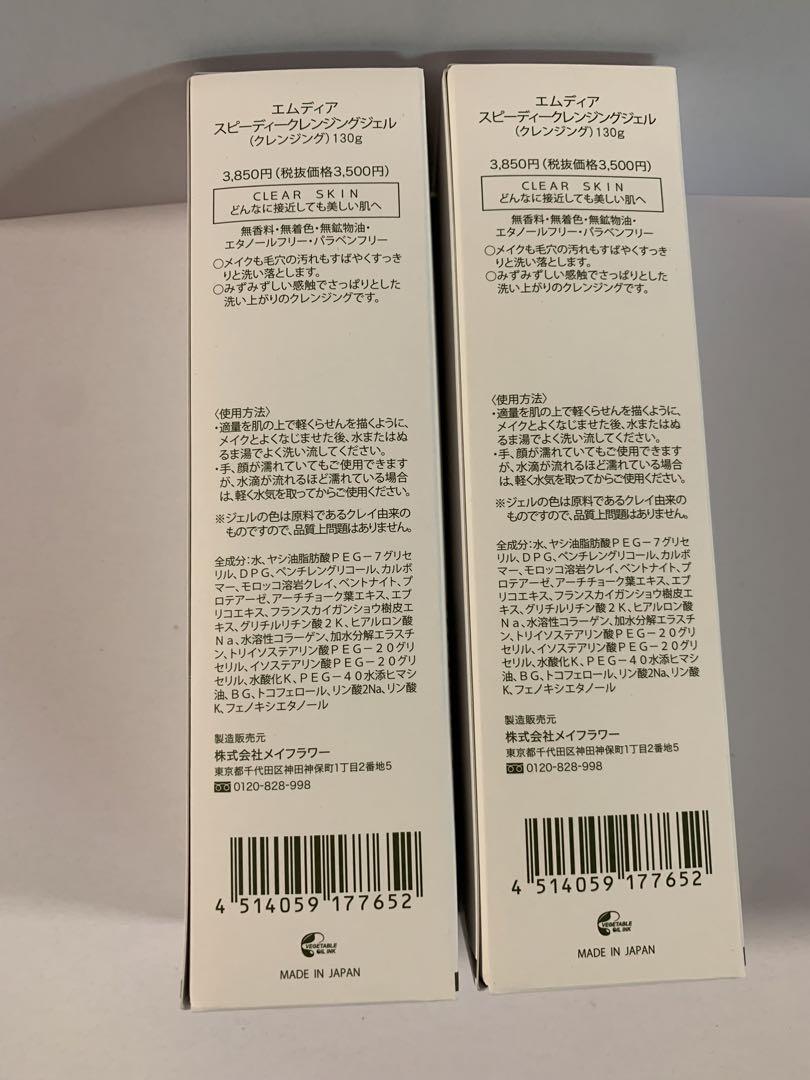 エムディア
スピーディークレンジングジェル
(クレンジング)130g
3,850円(税抜価格3,500円)
CLEAR SKIN
どんなに接近しても美しい肌へ
無香料・無着色・無鉱物油・
エタノールフリー・パラベンフリー
○メイクも毛穴の汚れもすばやくすっき
りと洗い落とします。
○みずみずしい感触でさっぱりとした
洗い上がりのクレンジングです。
〈使用方法〉
・適量を肌の上で軽くらせんを描くように、
メイクとよくなじませた後、水またはぬ
るま湯でよく洗い流してください。
・手、顔が濡れていてもご使用できます
が、水滴が流れるほど濡れている場合
は、軽く水気を取ってからご使用ください。
※ジェルの色は原料であるクレイ由来の
ものですので、品質上問題はありません。
全成分:水、ヤシ油脂肪酸PEG-7グリセ
リル、DPG、ペンチレングリコール、カルボ
マー、モロッコ溶岩クレイ、ベントナイト、プ
ロテアーゼ、アーチチョーク葉エキス、エプ
リコエキス、フランスカイガンショウ樹皮エ
キス、グリチルリチン酸2K、ヒアルロン酸
Na、水溶性コラーゲン、加水分解エラスチ
ン、トリイソステアリン酸PEG-20グリ
セリル、イソステアリン酸PEG-20グリ
セリル、水酸化K、PEG-40水添ヒマシ
油、BG、トコフェロール、リン酸2Na、リン酸
K、フェノキシエタノール
製造販売元
株式会社メイフラワー
東京都千代田区神田神保町1丁目2番地5
0120-828-998
4 514059 177652
VEGETABLE
OIL INK
MADE IN JAPAN
エムディア
スピーディークレンジングジェル
(クレンジング)130g
3,850円(税抜価格3,500円)
CLEAR SKIN
どんなに接近しても美しい肌へ
無香料・無着色・無鉱物油・
エタノールフリー・パラベンフリー
○メイクも毛穴の汚れもすばやくすっき
りと洗い落とします。
○みずみずしい感触でさっぱりとした
洗い上がりのクレンジングです。
〈使用方法〉
・適量を肌の上で軽くらせんを描くように、
メイクとよくなじませた後、水またはぬ
るま湯でよく洗い流してください。
・手、顔が濡れていてもご使用できます
が、水滴が流れるほど濡れている場合
は、軽く水気を取ってからご使用ください。
※ジェルの色は原料であるクレイ由来の
ものですので、品質上問題はありません。
全成分:水、ヤシ油脂肪酸PEG-7グリセ
リル、DPG、ペンチレングリコール、カルボ
マー、モロッコ溶岩クレイ、ベントナイト、プ
ロテアーゼ、アーチチョーク葉エキス、エプ
リコエキス、フランスカイガンショウ樹皮エ
キス、グリチルリチン酸2K、ヒアルロン酸
Na、水溶性コラーゲン、加水分解エラスチ
ン、トリイソステアリン酸PEG-20グリ
セリル、イソステアリン酸PEG-20グリ
セリル、水酸化K、PEG-40水添ヒマシ
油、BG、トコフェロール、リン酸2Na、リン酸
K、フェノキシエタノール
製造販売元
株式会社メイフラワー
東京都千代田区神田神保町1丁目2番地5
0120-828-998
4 514059 177652
VEGETABLE
OIL INK
MADE IN JAPAN